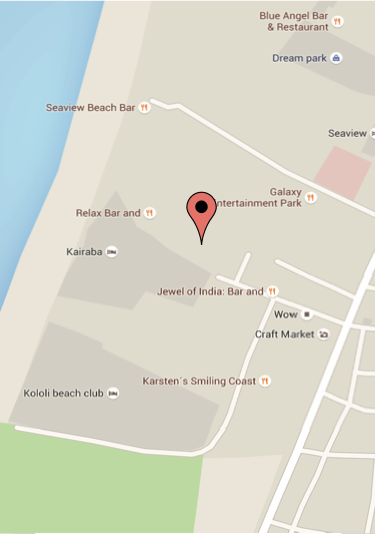 Blue Angel Bar
& Restaurant
Dream park
Seaview Beach Bar
Seaview
Galaxy
ntertainment Park
Relax Bar and
Kairaba
Jewel of India: Bar and
Wow
Craft Market
Karsten´s Smiling Coast
Kololi beach club